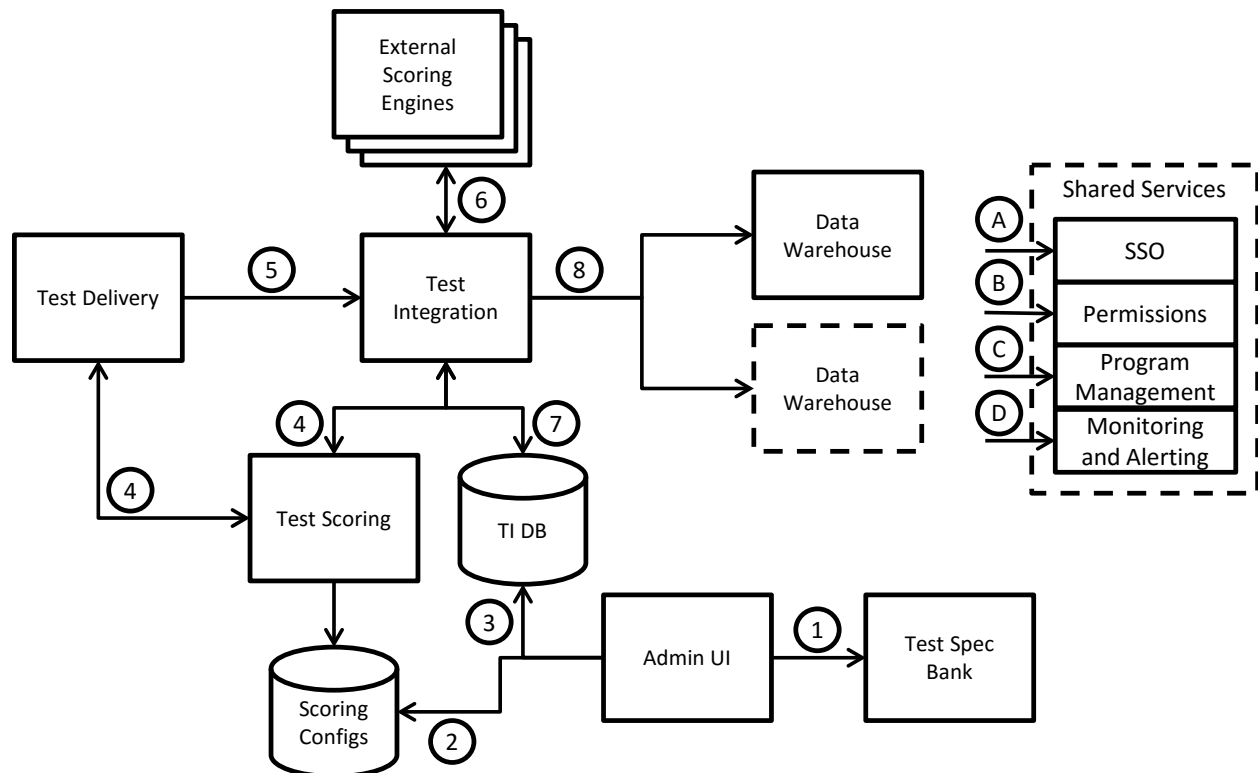 External
Scoring
Engines
6
Test Delivery
5
Test
Integration
8
Data
Warehouse
Data
Warehouse
Shared Services
A
SSO
B
Permissions
C
Program
Management
D
Monitoring
and Alerting
4
7
4
Test Scoring
TI DB
3
Admin UI
1
Test Spec
Bank
Scoring
Configs
2